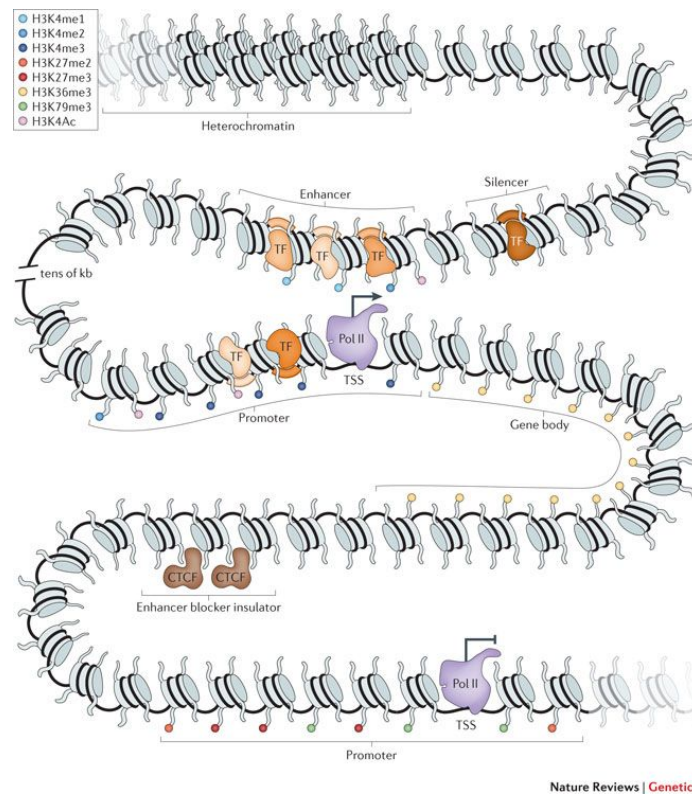 H3K4me1
H3K4me2
H3K4me3
H3K27me2
H3K27me3
H3K36me3
H3K79me3
H3K4Ac
Heterochromatin
Enhancer
Silencer
TF
TF
TF
TF
tens of kb
Pol II
TF
TF
TSS
Promoter
Gene body
CTCF
CTCF
Enhancer blocker insulator
Pol II
TSS
Promoter
Nature Reviews | Genetic